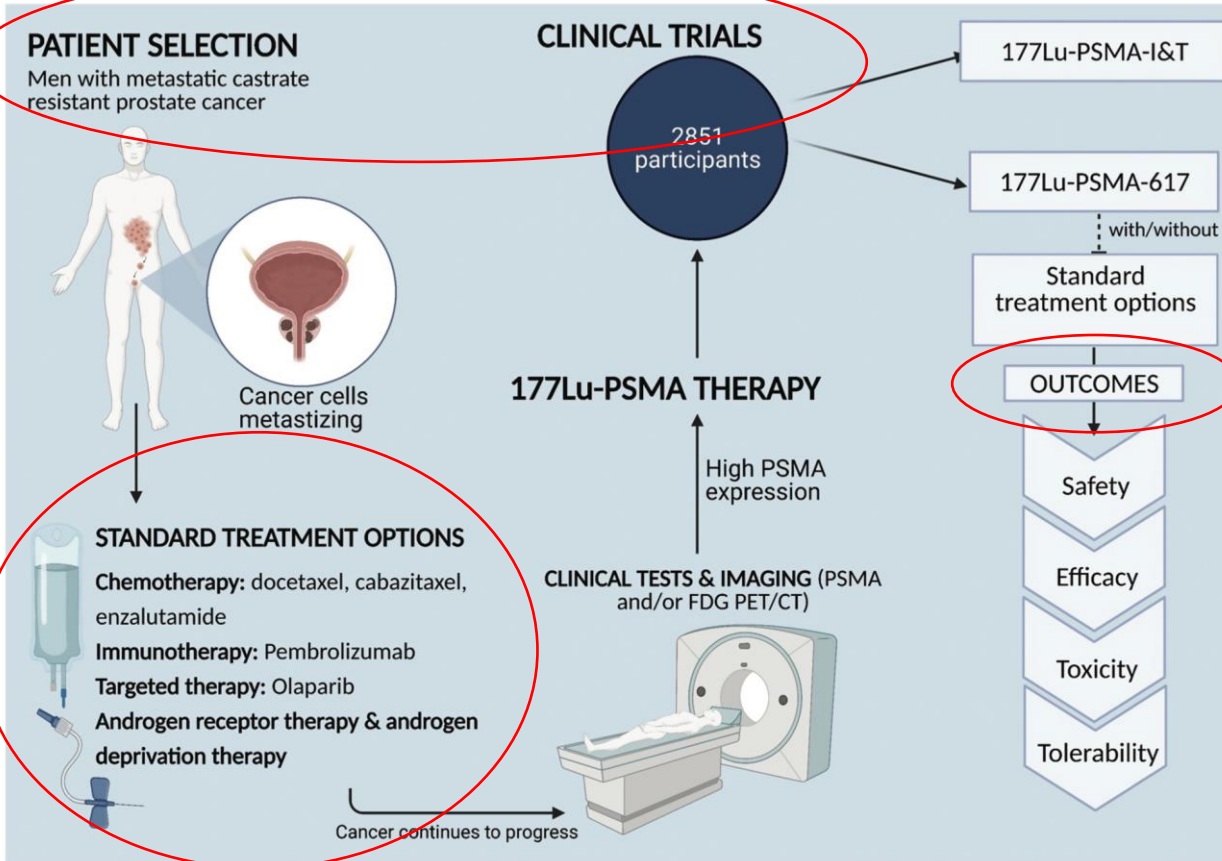 PATIENT SELECTION
Men with metastatic castrate
resistant prostate cancer
Cancer cells
metastizing
STANDARD TREATMENT OPTIONS
Chemotherapy: docetaxel, cabazitaxel,
enzalutamide
Immunotherapy: Pembrolizumab
Targeted therapy: Olaparib
Androgen receptor therapy & androgen
deprivation therapy
Cancer continues to progress
CLINICAL TESTS & IMAGING (PSMA
and/or FDG PET/CT)
High PSMA
expression
177Lu-PSMA THERAPY
CLINICAL TRIALS
2851
participants
177Lu-PSMA-I&T
177Lu-PSMA-617
with/without
Standard
treatment options
OUTCOMES
Safety
Efficacy
Toxicity
Tolerability